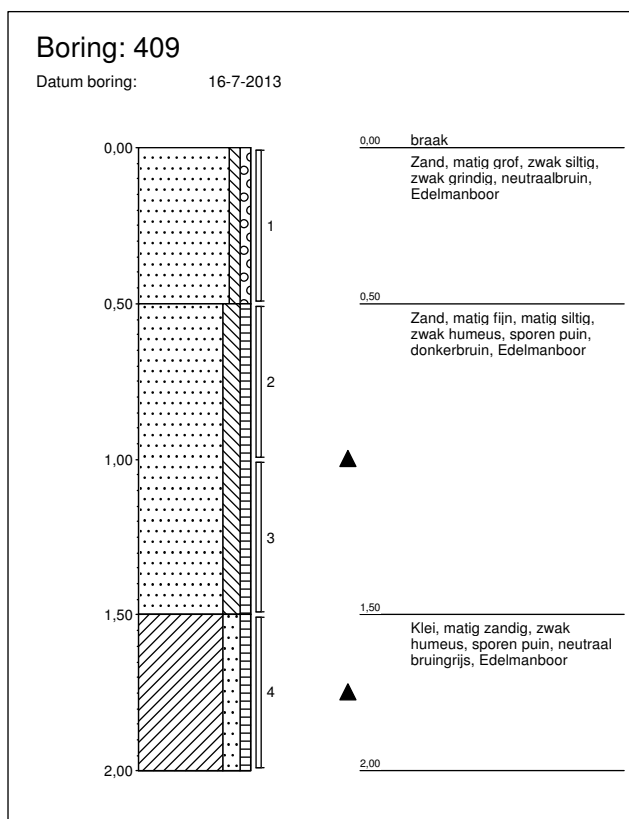 Boring: 409
Datum boring: 16-7-2013
0,00
0,50
1,00
1,50
2,00
1
2
3
4
0,00 braak
Zand, matig grof, zwak siltig,
zwak grindig, neutraalbruin,
Edelmanboor
0,50
Zand, matig fijn, matig siltig,
zwak humeus, sporen puin,
donkerbruin, Edelmanboor
1,50
Klei, matig zandig, zwak
humeus, sporen puin, neutraal
bruingrijs, Edelmanboor
2,00